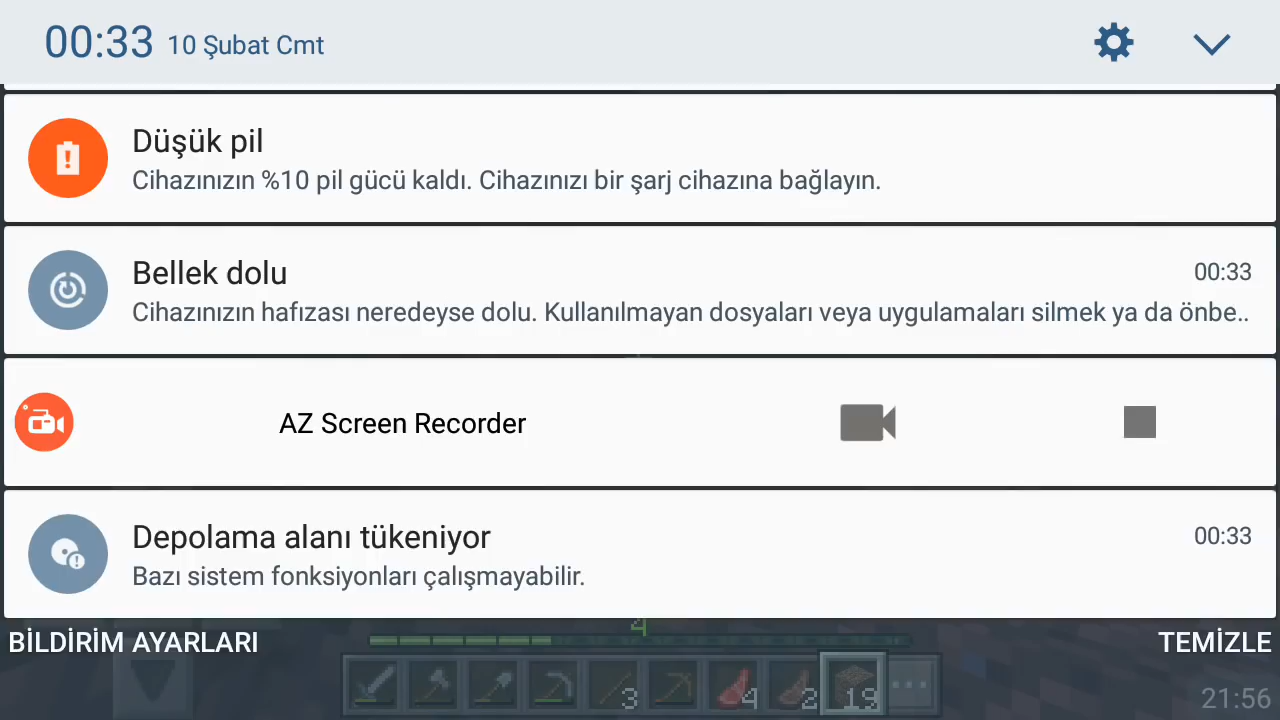 00:33 10 Şubat Cmt
Düşük pil
Cihazınızın %10 pil gücü kaldı. Cihazınızı bir şarj cihazına bağlayın.
Bellek dolu 00:33
Cihazınızın hafızası neredeyse dolu. Kullanılmayan dosyaları veya uygulamaları silmek ya da önbe..
AZ Screen Recorder
Depolama alanı tükeniyor 00:33
Bazı sistem fonksiyonları çalışmayabilir.
BİLDİRİM AYARLARI TEMİZLE
4
3 4 2 19
21:56